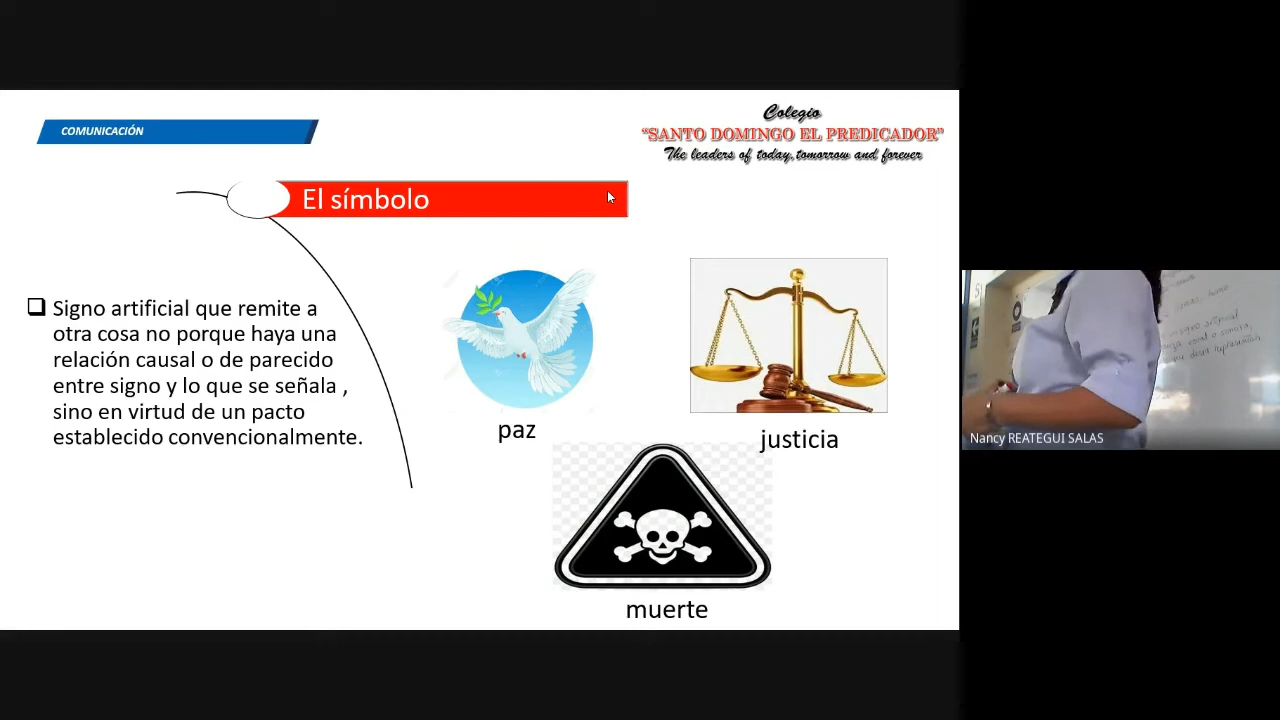 COMUNICACIÓN
Colegio
"SANTO DOMINGO EL PREDICADOR"
The leaders of today, tomorrow and forever
El símbolo
Signo artificial que remite a
otra cosa no porque haya una
relación causal o de parecido
entre signo y lo que se señala ,
sino en virtud de un pacto
establecido convencionalmente.
paz
justicia
muerte
signo artificial
Nancy REATEGUI SALAS